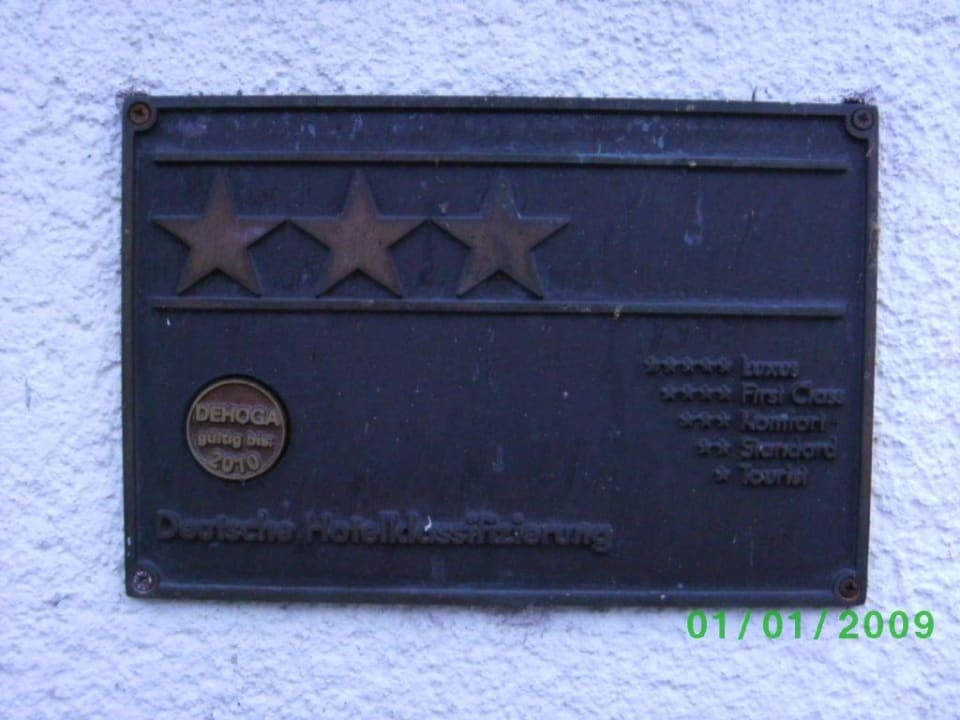 ***** Luxus
**** First Class
*** Komfort
** Standard
* Tourist
DEHOGA
gültig bis:
2010
Deutsche Hotelklassifizierung
01/01/2009